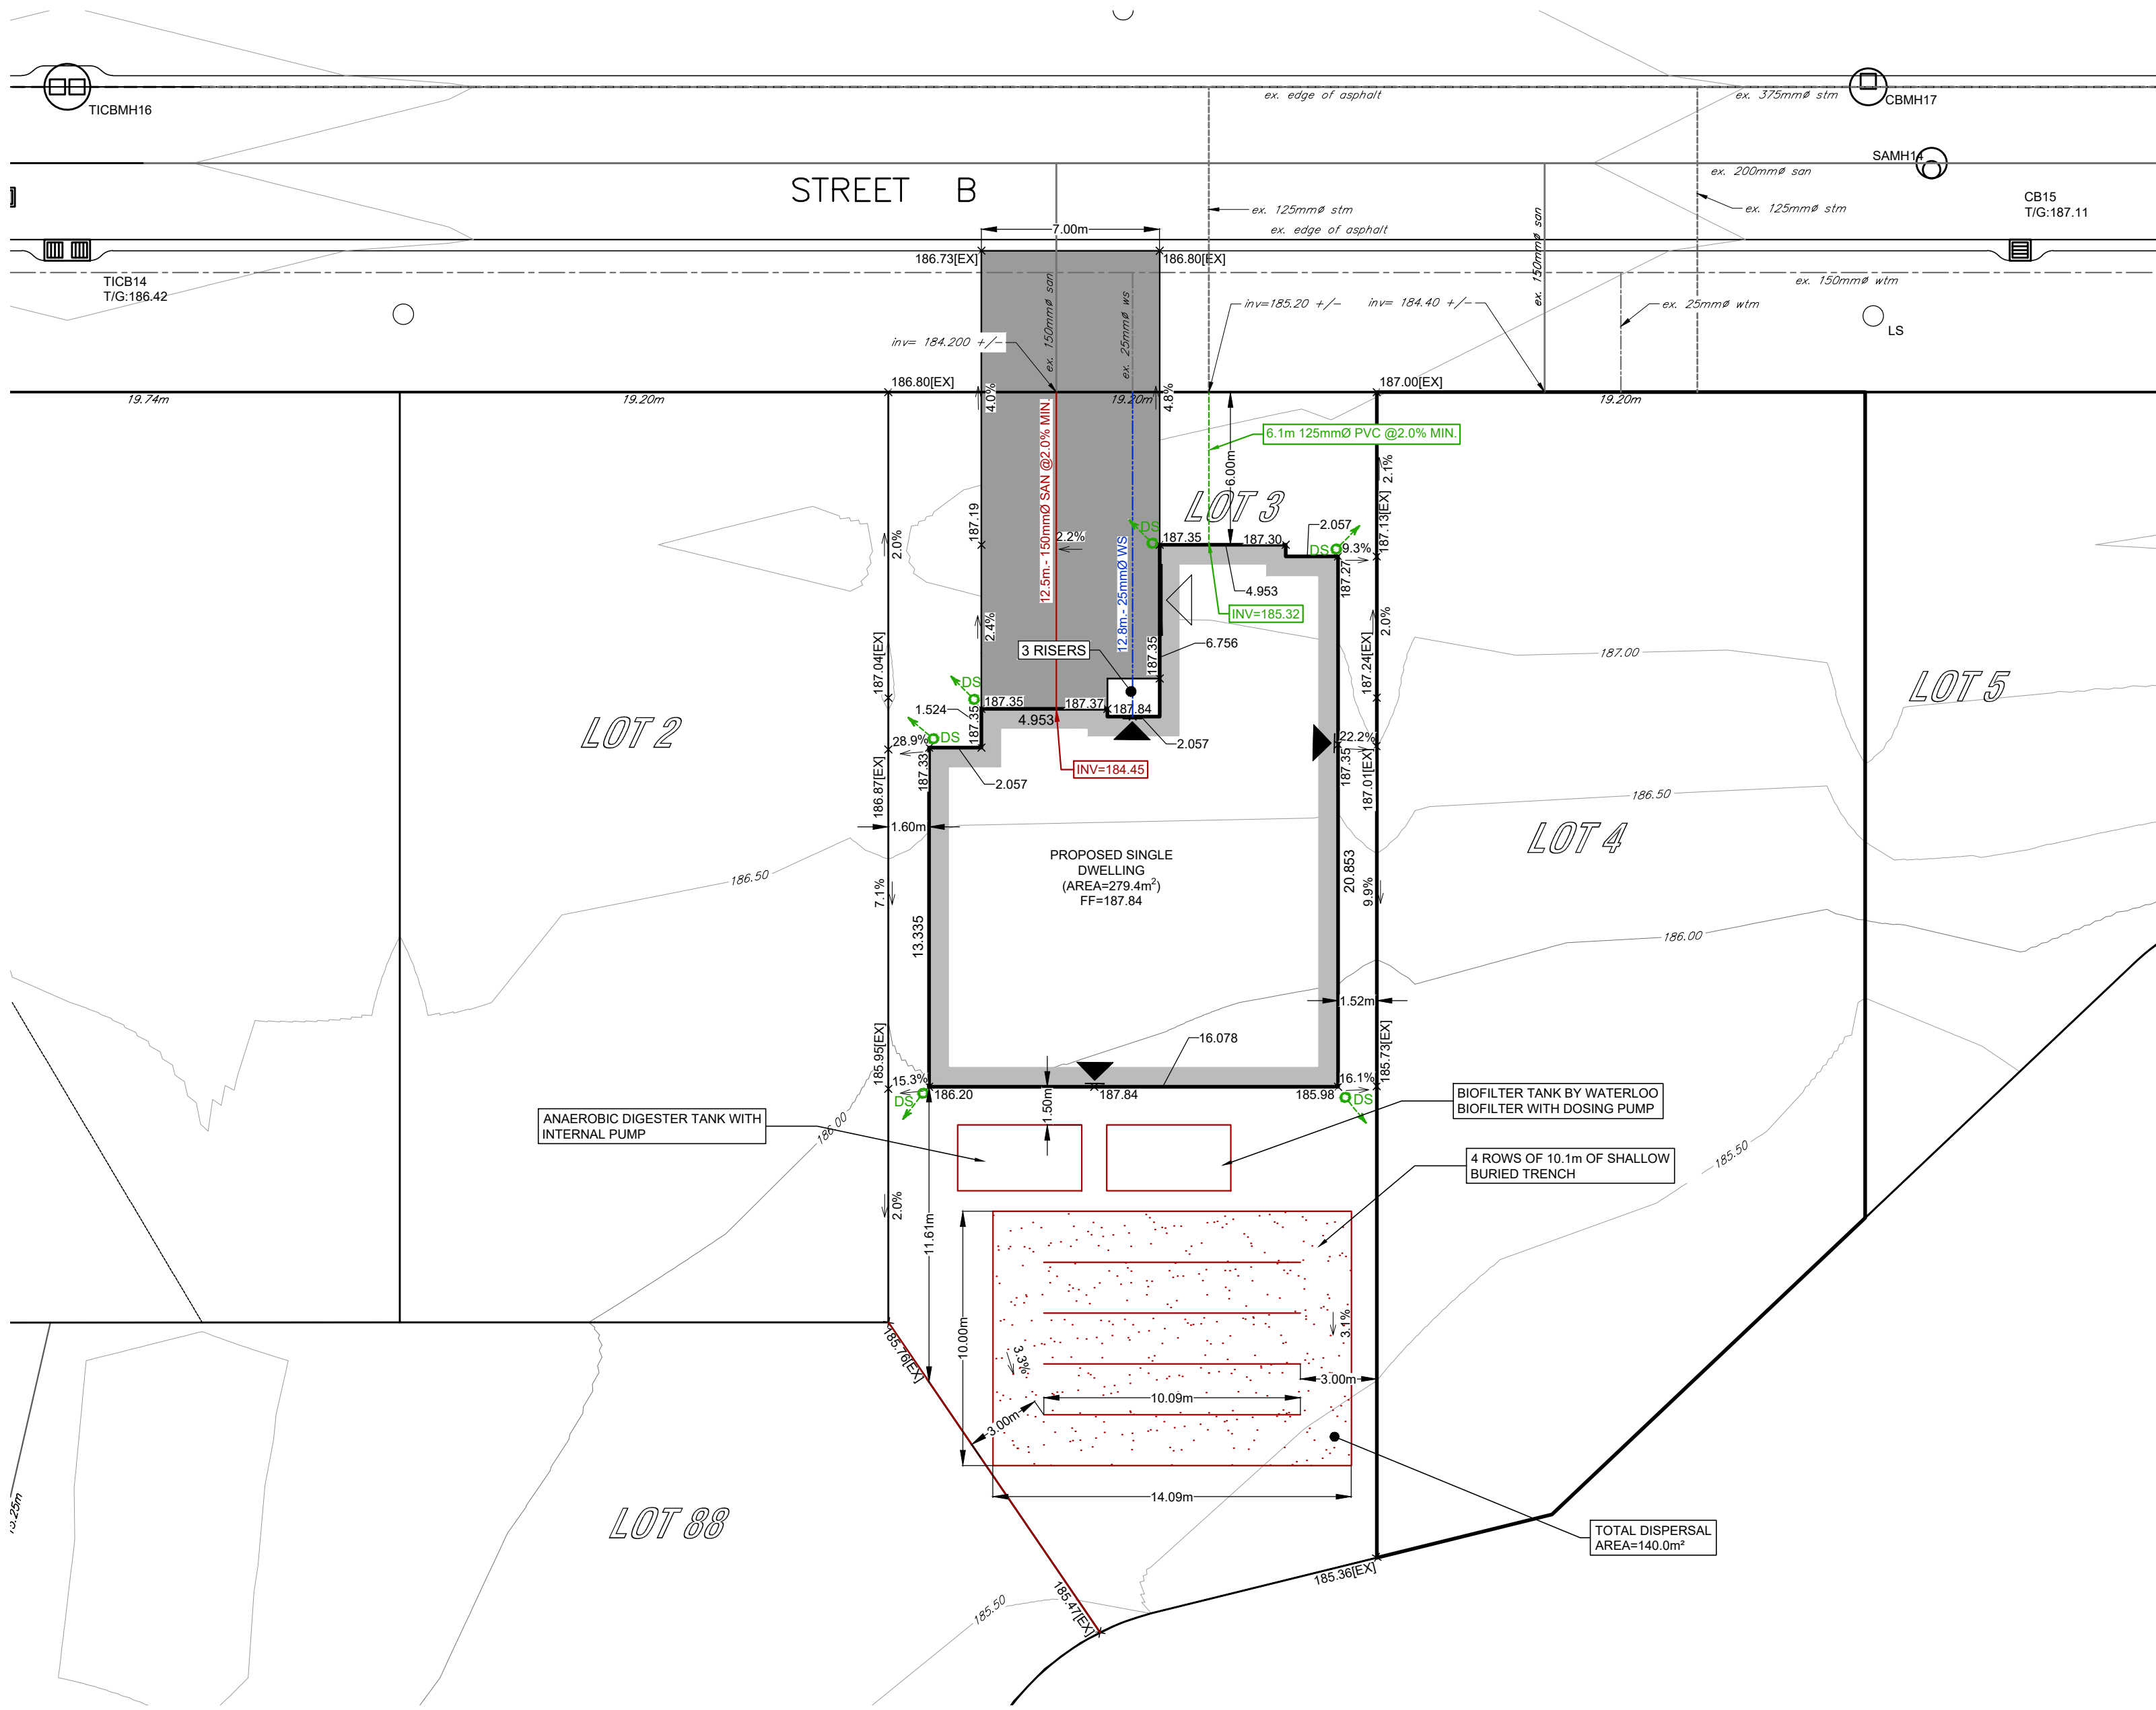 ex. edge of asphalt
ex. 375mmØ stm
TICBMH16
CBMH17
SAMH14
ex. 200mmØ san
STREET B
CB15
T/G:187.11
ex. 125mmØ stm
ex. 125mmØ stm
ex. edge of asphalt
ex. 150mmØ san
7.00m
186.73[EX]
186.80[EX]
TICB14
T/G:186.42
ex. 150mmØ wtm
ex. 150mmØ san
ex. 25mmØ ws
inv=185.20 +/-
inv= 184.40 +/-
ex. 25mmØ wtm
LS
inv= 184.200 +/-
186.80[EX]
187.00[EX]
19.74m
19.20m
4.0%
19.20m
4.8%
19.20m
12.5m.- 150mmØ SAN @2.0% MIN.
6.1m 125mmØ PVC @2.0% MIN.
6.00m
2.1%
LOT 3
187.13[EX]
187.19
2.0%
2.2%
DS
187.35
187.30
2.057
DS
9.3%
187.27
12.8m.- 25mmØ WS
4.953
INV=185.32
2.4%
2.0%
3 RISERS
187.35
6.756
187.04[EX]
187.24[EX]
187.00
LOT 5
DS
187.35
187.37
187.84
1.524
187.35
4.953
LOT 2
28.9%
DS
2.057
22.2%
187.35
187.33
2.057
INV=184.45
186.87[EX]
187.01[EX]
186.50
1.60m
LOT 4
PROPOSED SINGLE
DWELLING
(AREA=279.4m²)
FF=187.84
186.50
7.1%
20.853
9.9%
13.335
186.00
1.52m
185.95[EX]
16.078
185.73[EX]
15.3%
DS
186.20
1.50m
187.84
185.98
16.1%
DS
BIOFILTER TANK BY WATERLOO
BIOFILTER WITH DOSING PUMP
ANAEROBIC DIGESTER TANK WITH
INTERNAL PUMP
186.00
4 ROWS OF 10.1m OF SHALLOW
BURIED TRENCH
185.50
2.0%
11.61m
10.00m
3.1%
185.76[EX]
3.3%
3.00m
10.09m
3.00m
14.09m
LOT 88
TOTAL DISPERSAL
AREA=140.0m²
185.36[EX]
185.47[EX]
185.50